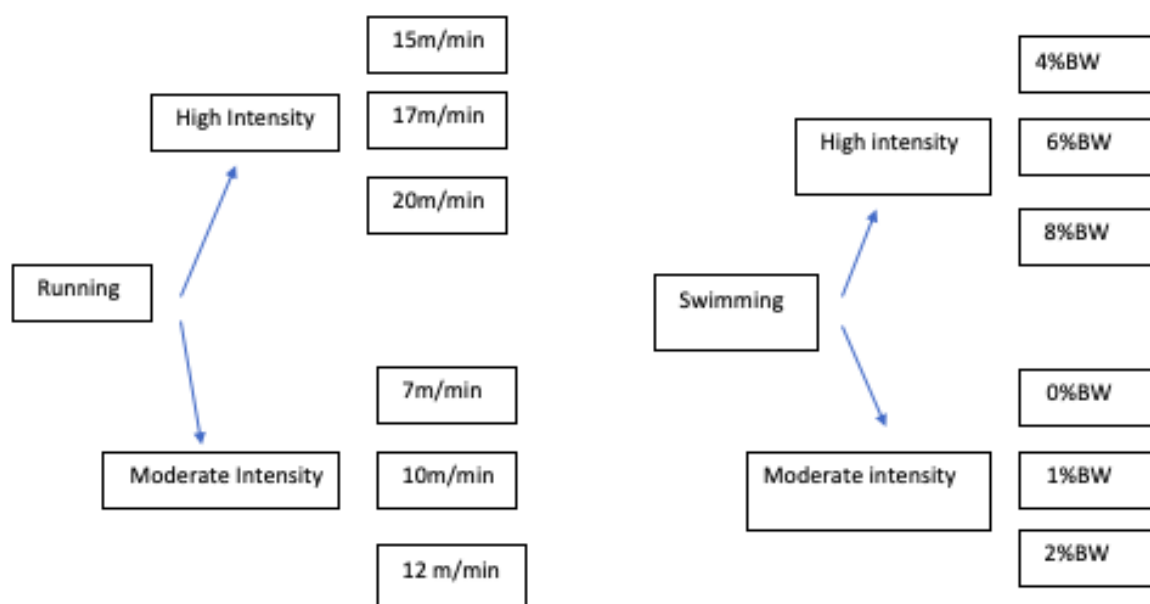 Running
High Intensity
15m/min
17m/min
20m/min
Moderate Intensity
7m/min
10m/min
12 m/min
Swimming
High intensity
4%BW
6%BW
8%BW
Moderate intensity
0%BW
1%BW
2%BW